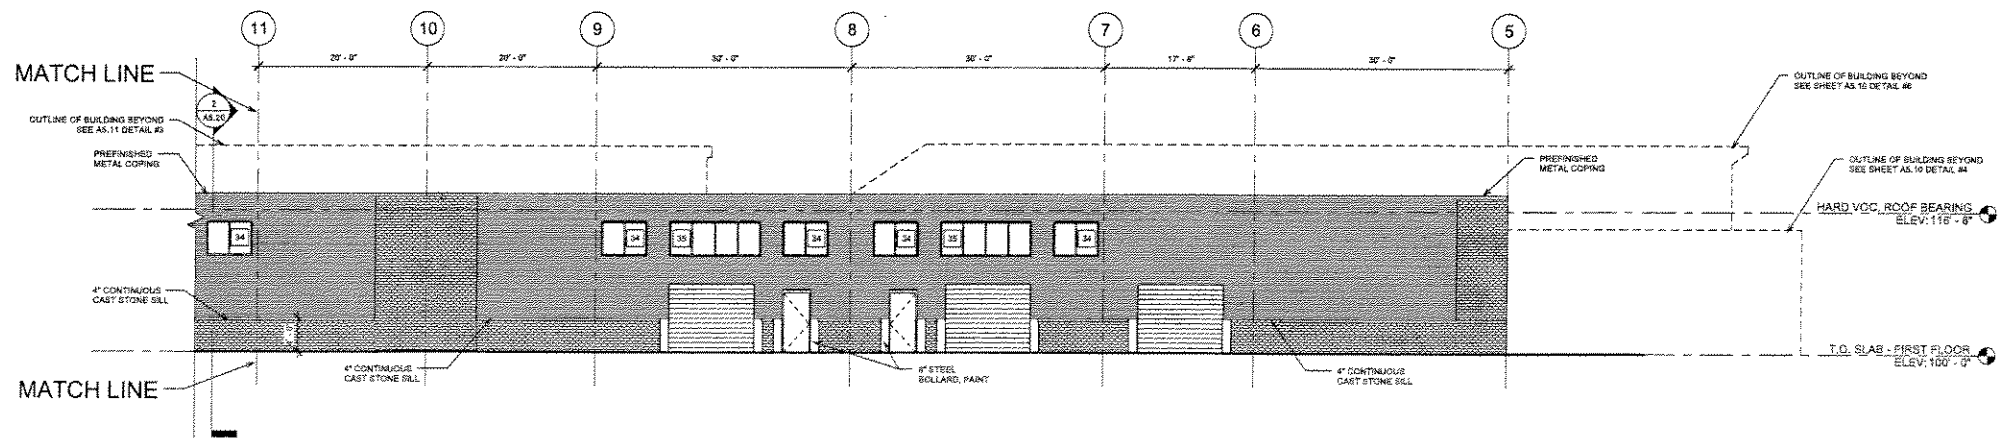 11
10
9
8
7
6
5
20' - 0"
20' - 0"
30' - 0"
30' - 0"
17' - 8"
30' - 0"
MATCH LINE
2
A5.20
OUTLINE OF BUILDING BEYOND
SEE A5.11 DETAIL #3
PREFINISHED
METAL COPING
OUTLINE OF BUILDING BEYOND
SEE SHEET A5.10 DETAIL #6
PREFINISHED
METAL COPING
OUTLINE OF BUILDING BEYOND
SEE SHEET A5.10 DETAIL #4
HARD VCC, ROOF BEARING
ELEV: 116' - 8"
34
34
35
34
34
35
34
4" CONTINUOUS
CAST STONE SILL
T.O. SLAB - FIRST FLOOR
ELEV: 100' - 0"
MATCH LINE
4" CONTINUOUS
CAST STONE SILL
6" STEEL
BOLLARD, PAINT
4" CONTINUOUS
CAST STONE SILL